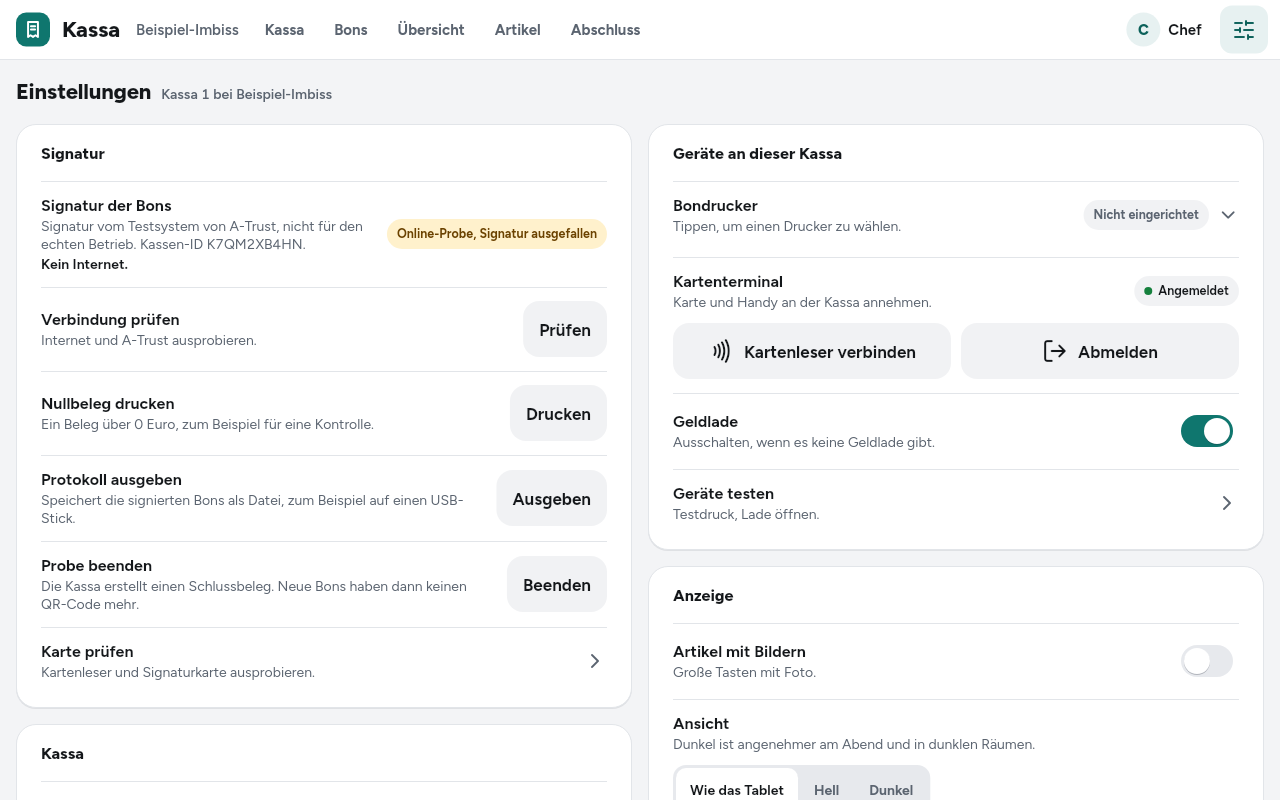 Kassa Beispiel-Imbiss Kassa Bons Übersicht Artikel Abschluss C Chef
Einstellungen Kassa 1 bei Beispiel-Imbiss
Signatur
Signatur der Bons
Signatur vom Testsystem von A-Trust, nicht für den
echten Betrieb. Kassen-ID K7QM2XB4HN.
Kein Internet.
Online-Probe, Signatur ausgefallen
Verbindung prüfen
Internet und A-Trust ausprobieren.
Prüfen
Nullbeleg drucken
Ein Beleg über 0 Euro, zum Beispiel für eine Kontrolle.
Drucken
Protokoll ausgeben
Speichert die signierten Bons als Datei, zum Beispiel auf einen USB-
Stick.
Ausgeben
Probe beenden
Die Kassa erstellt einen Schlussbeleg. Neue Bons haben dann keinen
QR-Code mehr.
Beenden
Karte prüfen
Kartenleser und Signaturkarte ausprobieren.
Kassa
Geräte an dieser Kassa
Bondrucker
Tippen, um einen Drucker zu wählen.
Nicht eingerichtet
Kartenterminal
Karte und Handy an der Kassa annehmen.
Angemeldet
Kartenleser verbinden
Abmelden
Geldlade
Ausschalten, wenn es keine Geldlade gibt.
Geräte testen
Testdruck, Lade öffnen.
Anzeige
Artikel mit Bildern
Große Tasten mit Foto.
Ansicht
Dunkel ist angenehmer am Abend und in dunklen Räumen.
Wie das Tablet Hell Dunkel